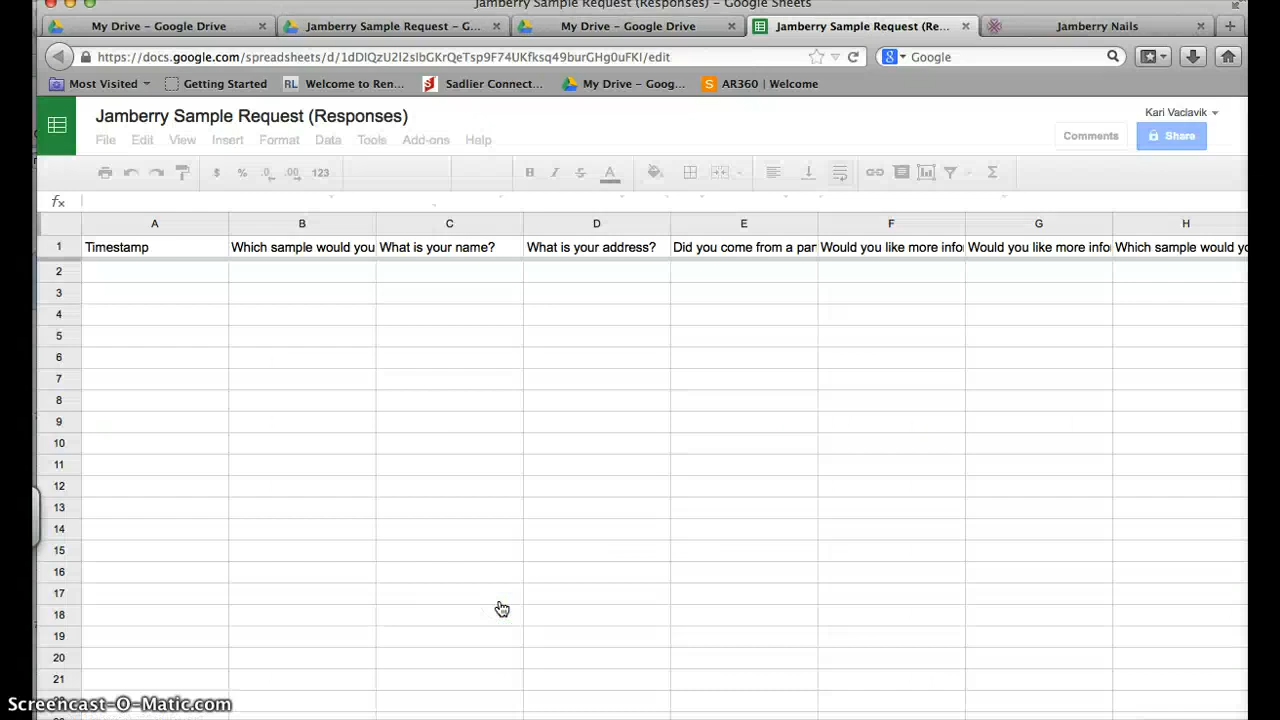 Jamberry Sample Request (Responses) – Google Sheets
My Drive – Google Drive × Jamberry Sample Request – G... × My Drive – Google Drive × Jamberry Sample Request (Re... × Jamberry Nails × +
https://docs.google.com/spreadsheets/d/1dDIQzU2l2slbGKrQeTsp9F74UKfksq49burGHg0uFKI/edit Google
Most Visited Getting Started RL Welcome to Ren... Sadlier Connect... My Drive – Goog... S AR360 | Welcome
Jamberry Sample Request (Responses) Kari Vaclavik
File Edit View Insert Format Data Tools Add-ons Help Comments Share
$ % .0 .00 123 B I S A Σ
fx
A B C D E F G H
1 Timestamp Which sample would you What is your name? What is your address? Did you come from a par Would you like more info Would you like more info Which sample would yo
2
3
4
5
6
7
8
9
10
11
12
13
14
15
16
17
18
19
20
21
Screencast-O-Matic.com